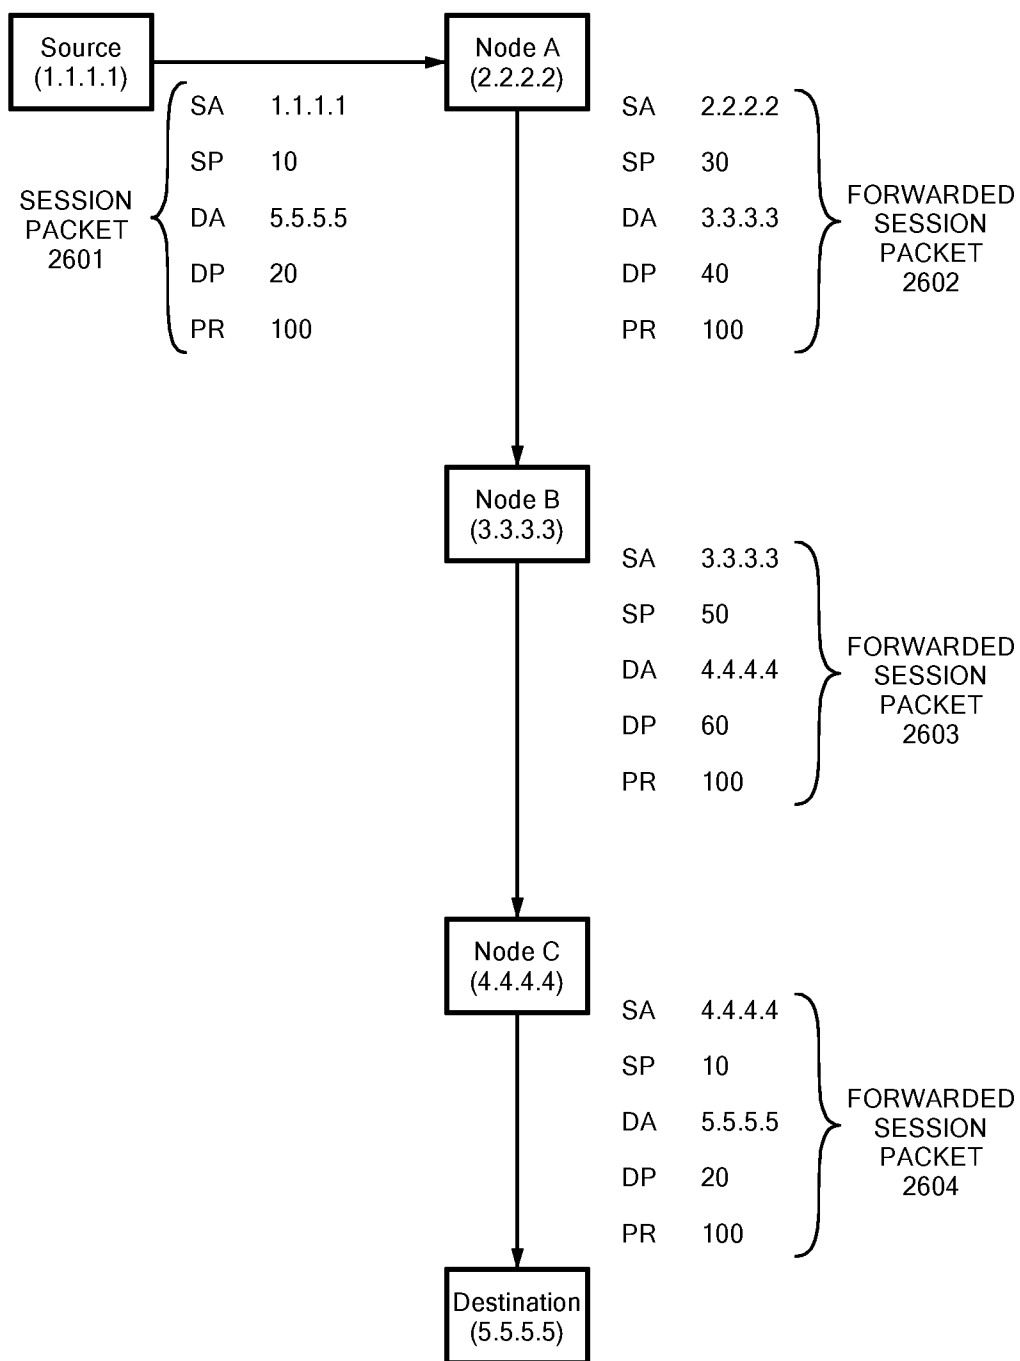 Source
(1.1.1.1)
Node A
(2.2.2.2)
SA 1.1.1.1
SP 10
DA 5.5.5.5
DP 20
PR 100
SESSION
PACKET
2601
SA 2.2.2.2
SP 30
DA 3.3.3.3
DP 40
PR 100
FORWARDED
SESSION
PACKET
2602
Node B
(3.3.3.3)
SA 3.3.3.3
SP 50
DA 4.4.4.4
DP 60
PR 100
FORWARDED
SESSION
PACKET
2603
Node C
(4.4.4.4)
SA 4.4.4.4
SP 10
DA 5.5.5.5
DP 20
PR 100
FORWARDED
SESSION
PACKET
2604
Destination
(5.5.5.5)